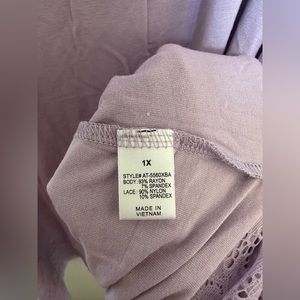 1X
STYLE# AT-5560XBA
BODY: 93% RAYON
7% SPANDEX
LACE: 90% NYLON
10% SPANDEX
MADE IN
VIETNAM